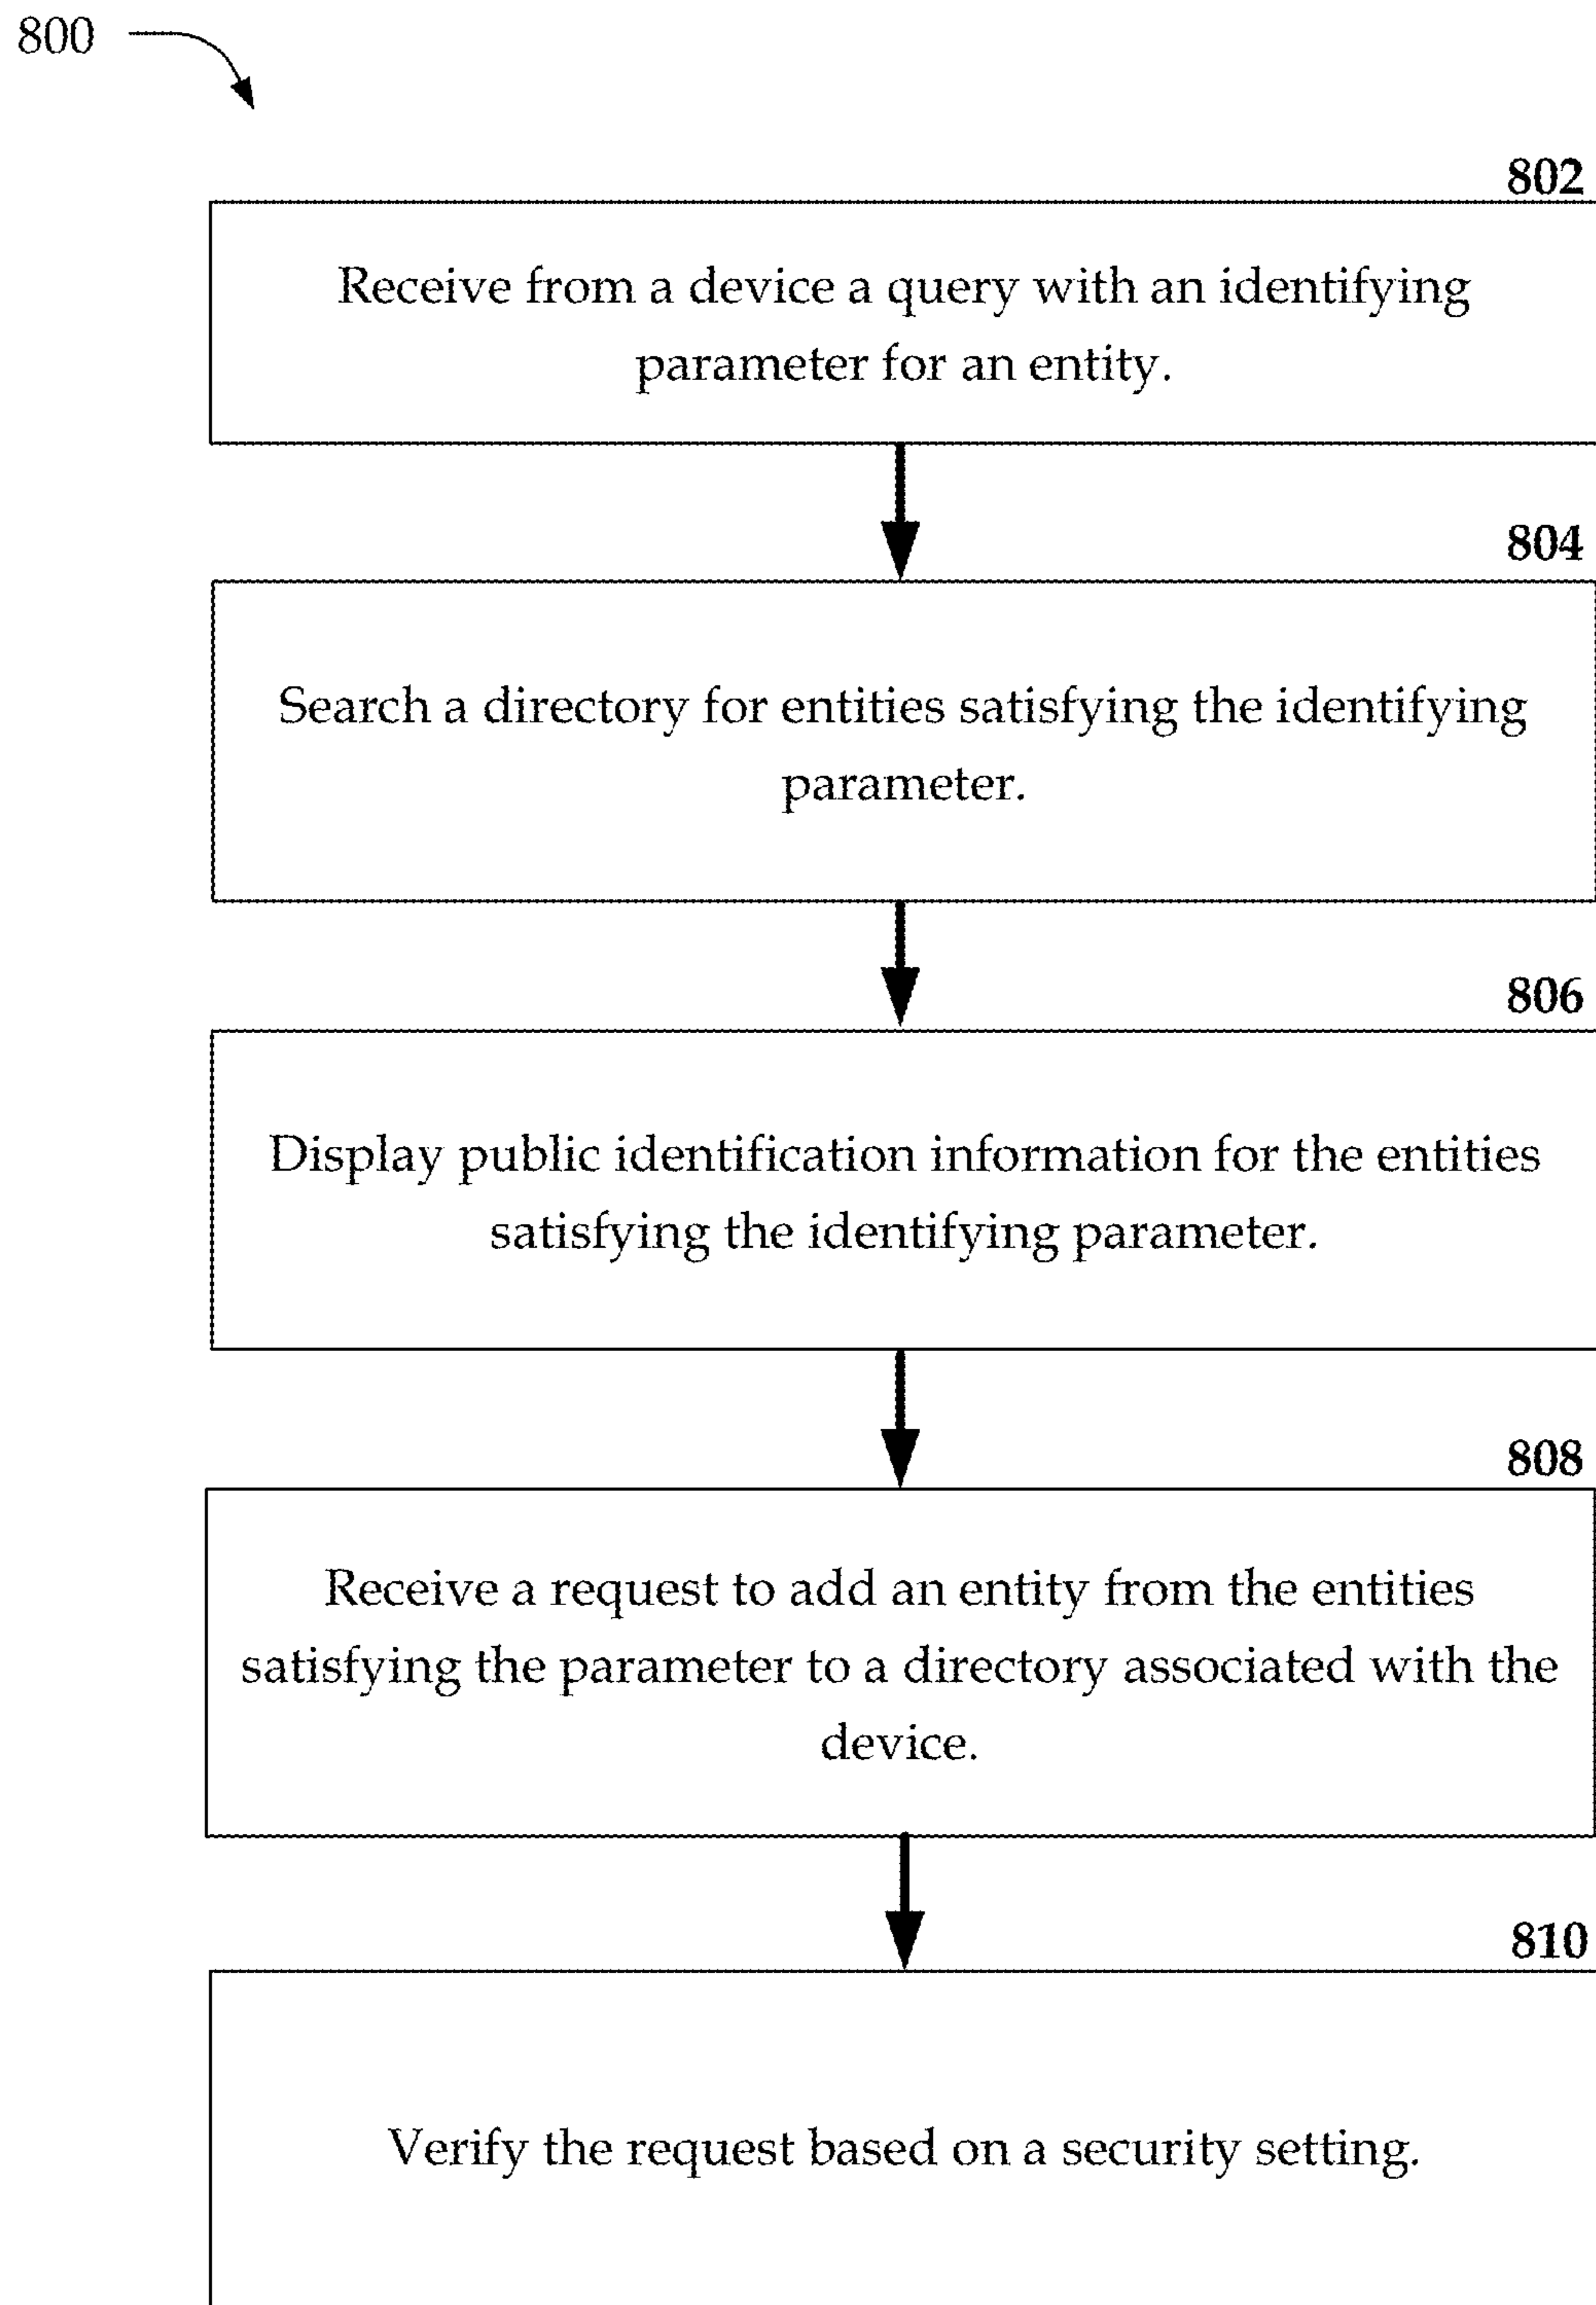 800
802
Receive from a device a query with an identifying
parameter for an entity.
804
Search a directory for entities satisfying the identifying
parameter.
806
Display public identification information for the entities
satisfying the identifying parameter.
808
Receive a request to add an entity from the entities
satisfying the parameter to a directory associated with the
device.
810
Verify the request based on a security setting.